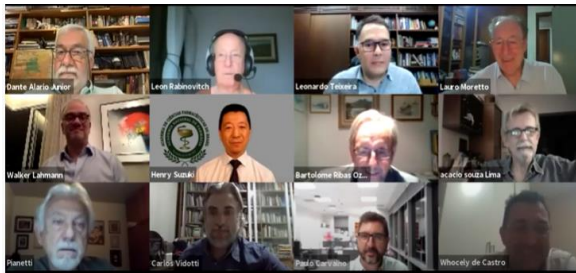 Dante Alario Junior
Leon Rabinovitch
Leonardo Teixeira
Lauro Moretto
Walker Lahmann
Henry Suzuki
Bartolome Ribas Oz...
acacio souza Lima
Pianetti
Carlos Vidotti
Paulo Carvalho
Whocely de Castro